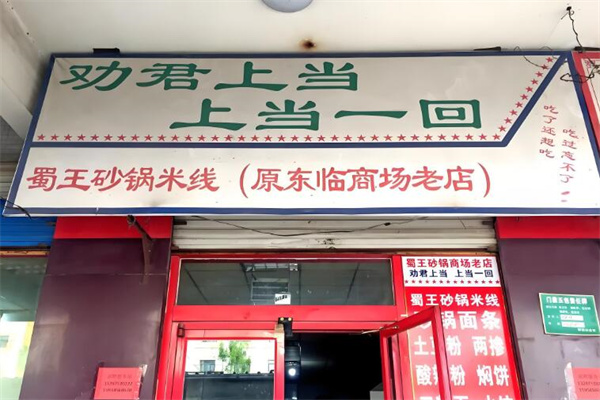 劝君上当
上当一回
吃过忘不了
吃了还想吃
蜀王砂锅米线（原东临商场老店）
蜀王砂锅商场老店
劝君上当 上当一回
蜀王砂锅米线
锅面条
土豆粉 两掺
焖饼